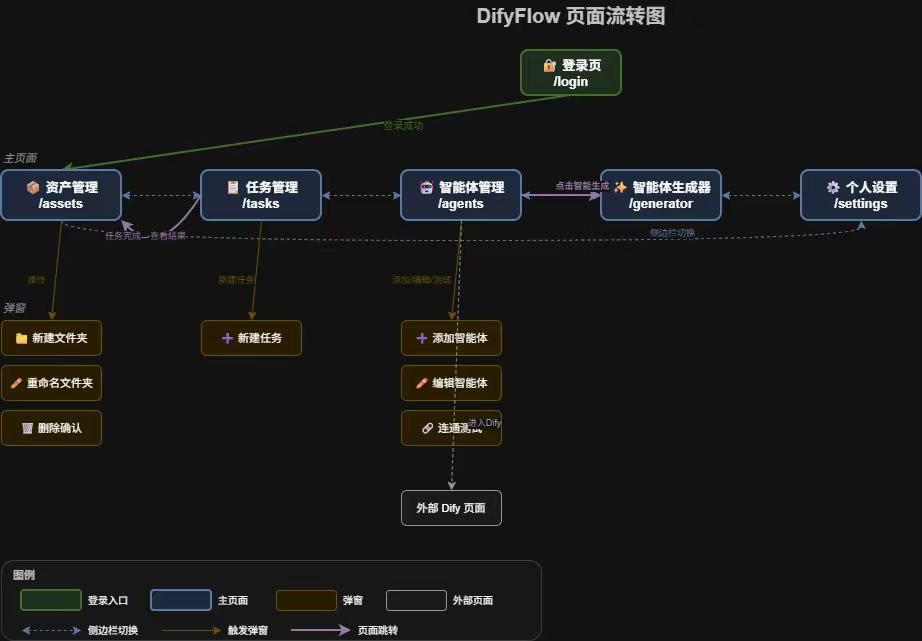 DifyFlow 页面流转图
登录页
/login
登录成功
主页面
资产管理
/assets
任务管理
/tasks
智能体管理
/agents
点击智能生成
智能体生成器
/generator
个人设置
/settings
任务完成—查看结果
侧边栏切换
操作
新建任务
添加/编辑/测试
弹窗
新建文件夹
新建任务
添加智能体
重命名文件夹
编辑智能体
删除确认
连通测试
进入Dify
外部 Dify 页面
图例
登录入口
主页面
弹窗
外部页面
侧边栏切换
触发弹窗
页面跳转